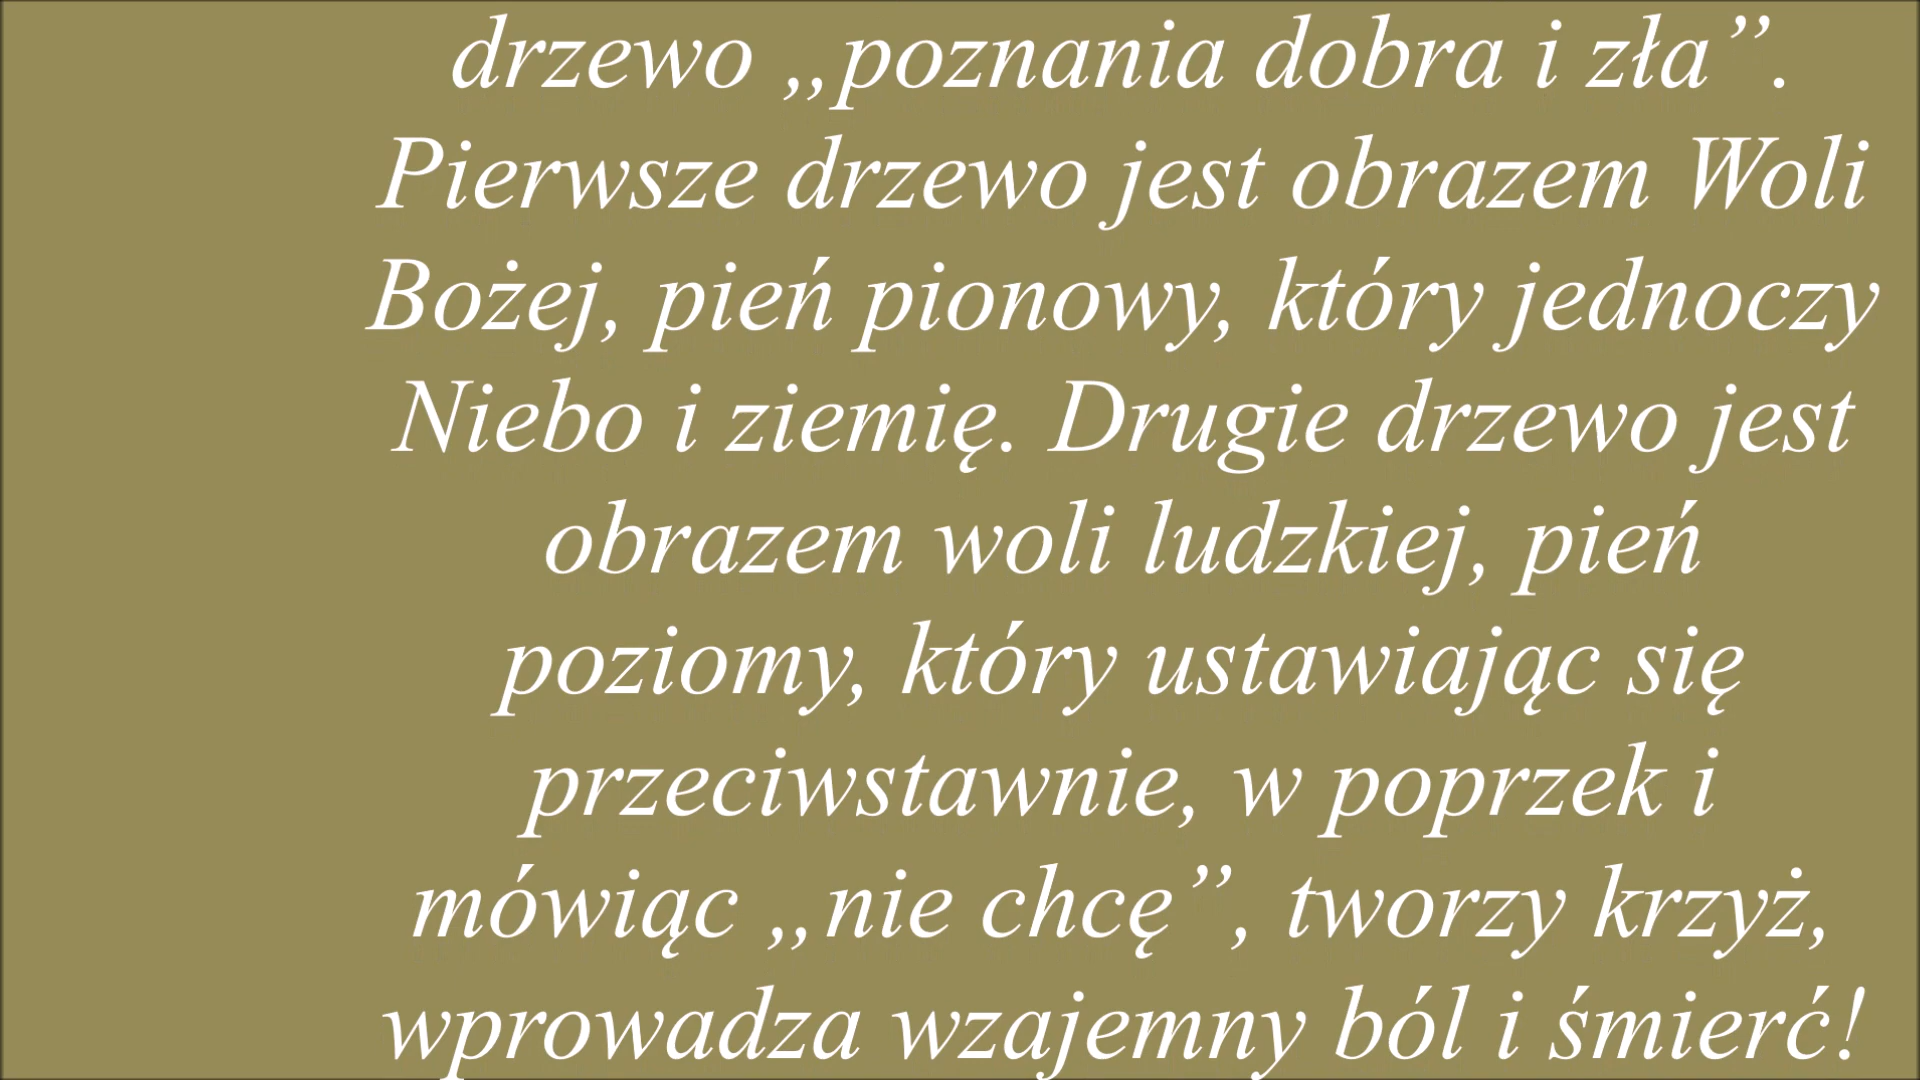 drzewo ,,poznania dobra i zła”.
Pierwsze drzewo jest obrazem Woli
Bożej, pień pionowy, który jednoczy
Niebo i ziemię. Drugie drzewo jest
obrazem woli ludzkiej, pień
poziomy, który ustawiając się
przeciwstawnie, w poprzek i
mówiąc ,,nie chcę”, tworzy krzyż,
wprowadza wzajemny ból i śmierć!